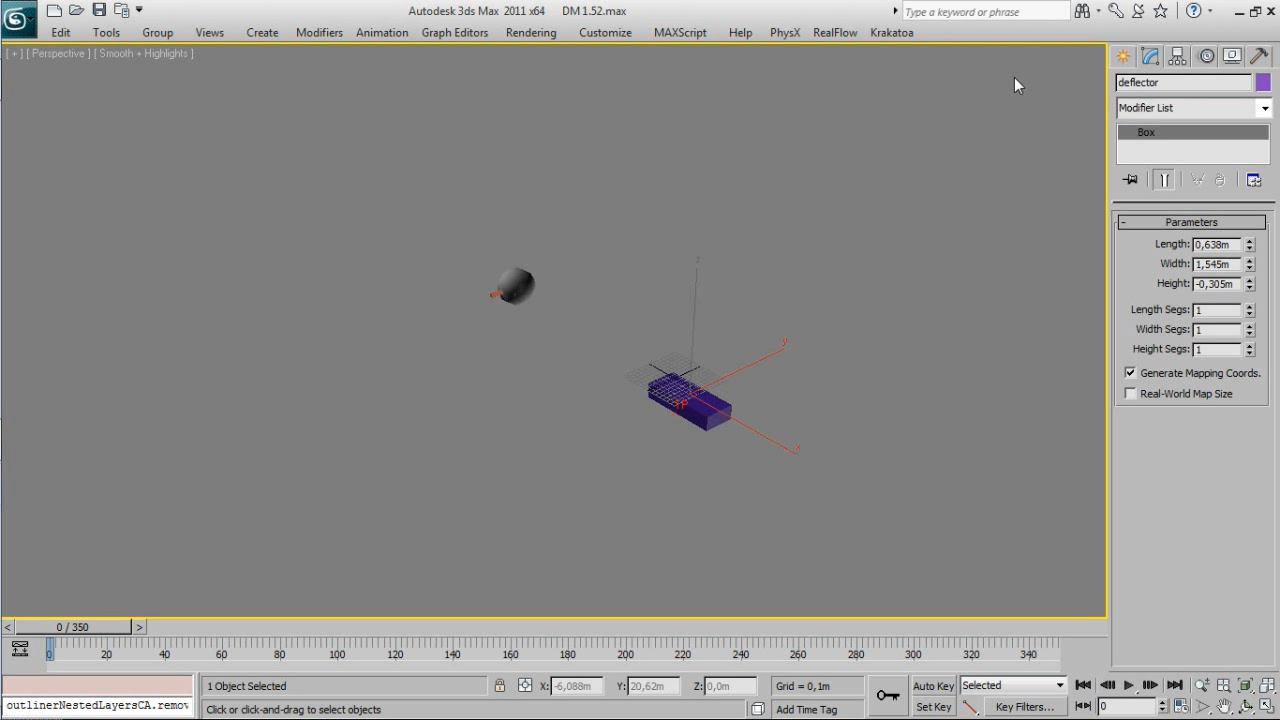 Autodesk 3ds Max 2011 x64 DM 1.52.max
Type a keyword or phrase
Edit Tools Group Views Create Modifiers Animation Graph Editors Rendering Customize MAXScript Help PhysX RealFlow Krakatoa
[ + ] [ Perspective ] [ Smooth + Highlights ]
deflector
Modifier List
Box
- Parameters
Length: 0,638m
Width: 1,545m
Height: -0,305m
Length Segs: 1
Width Segs: 1
Height Segs: 1
Generate Mapping Coords.
Real-World Map Size
z
y
x
< 0 / 350 >
0 20 40 60 80 100 120 140 160 180 200 220 240 260 280 300 320 340
1 Object Selected X: -6,088m Y: 20,62m Z: 0,0m Grid = 0,1m Auto Key Selected
outlinerNestedLayersCA.remov Click or click-and-drag to select objects Add Time Tag Set Key Key Filters... 0